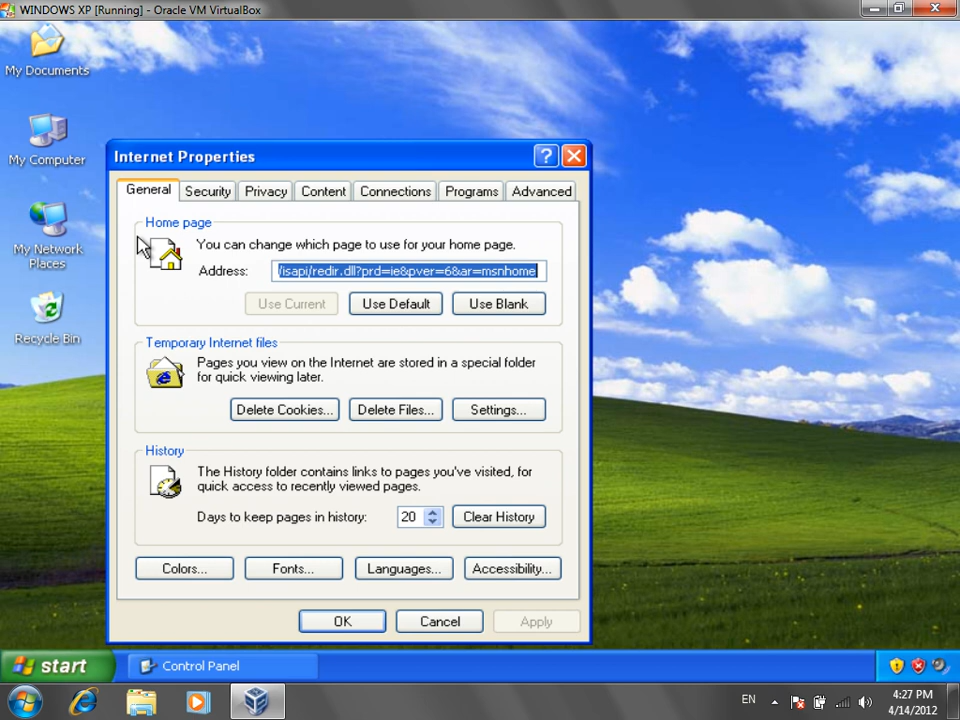 WINDOWS XP [Running] - Oracle VM VirtualBox
My Documents
My Computer
My Network
Places
Recycle Bin
Internet Properties
General
Security
Privacy
Content
Connections
Programs
Advanced
Home page
You can change which page to use for your home page.
Address: /isapi/redir.dll?prd=ie&pver=6&ar=msnhome
Use Current
Use Default
Use Blank
Temporary Internet files
Pages you view on the Internet are stored in a special folder
for quick viewing later.
Delete Cookies...
Delete Files...
Settings...
History
The History folder contains links to pages you've visited, for
quick access to recently viewed pages.
Days to keep pages in history: 20
Clear History
Colors...
Fonts...
Languages...
Accessibility...
OK
Cancel
Apply
start
Control Panel
EN
4:27 PM
4/14/2012